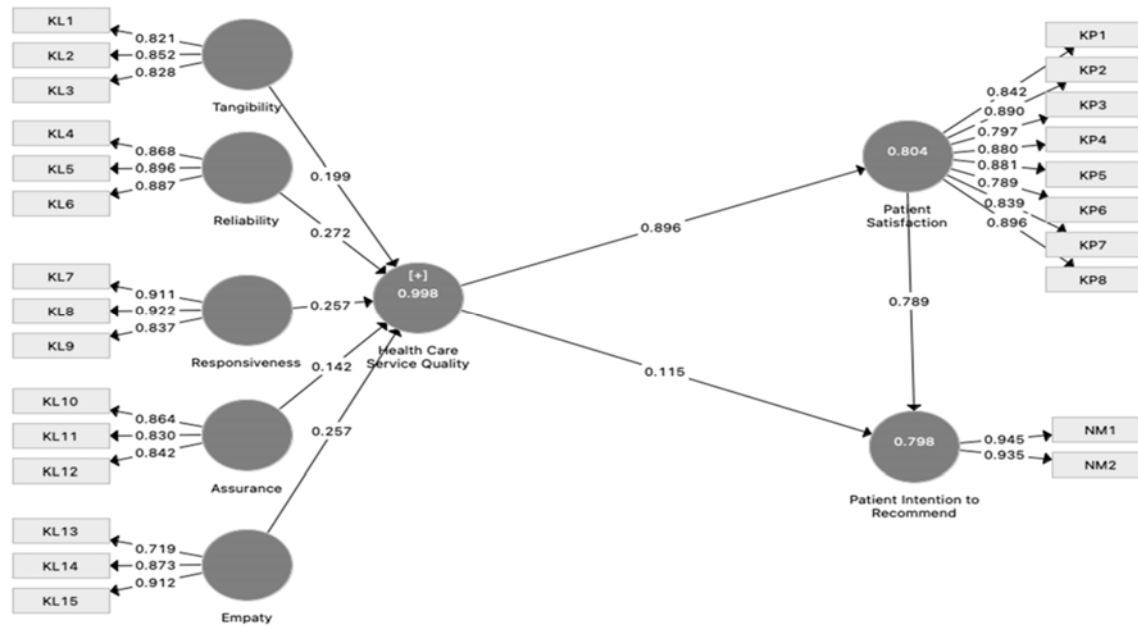 KL1
0.821
KL2
0.852
KL3
0.828
Tangibility
KL4
0.868
KL5
0.896
KL6
0.887
Reliability
KL7
0.911
KL8
0.922
KL9
0.837
Responsiveness
KL10
0.864
KL11
0.830
KL12
0.842
Assurance
KL13
0.719
KL14
0.873
KL15
0.912
Empaty
0.199
0.272
0.257
0.142
0.257
[+]
0.998
Health Care
Service Quality
0.896
0.115
0.804
Patient
Satisfaction
0.842
0.890
0.797
0.880
0.881
0.789
0.839
0.896
KP1
KP2
KP3
KP4
KP5
KP6
KP7
KP8
0.789
0.798
Patient Intention to
Recommend
0.945
0.935
NM1
NM2